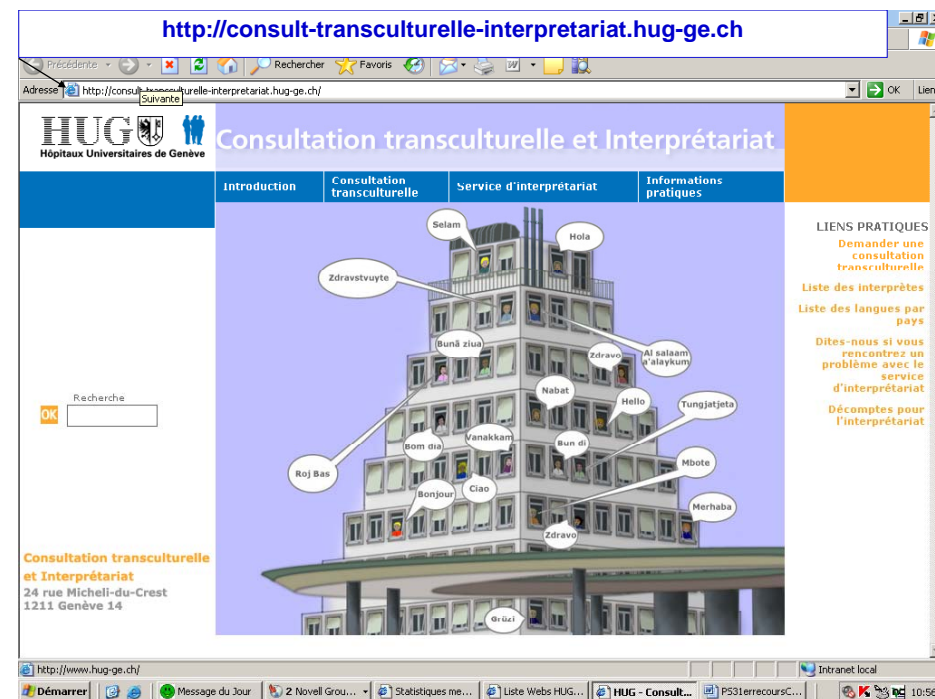 http://consult-transculturelle-interpretariat.hug-ge.ch
Précédente
Rechercher
Favoris
Adresse
http://consult-transculturelle-interpretariat.hug-ge.ch/
OK
Lien
Suivante
HUG
Hôpitaux Universitaires de Genève
Consultation transculturelle et Interprétariat
Introduction
Consultation
transculturelle
Service d'interprétariat
Informations
pratiques
Selam
Hola
Zdravstvuyte
Bună ziua
Zdravo
Al salaam
a'alaykum
Nabat
Hello
Tungjatjeta
Bom dia
Vanakkam
Bun di
Roj Bas
Ciao
Mbote
Bonjour
Merhaba
Zdravo
Grüzi
Recherche
OK
Consultation transculturelle
et Interprétariat
24 rue Micheli-du-Crest
1211 Genève 14
LIENS PRATIQUES
Demander une
consultation
transculturelle
Liste des interprètes
Liste des langues par
pays
Dites-nous si vous
rencontrez un
problème avec le
service
d'interprétariat
Décomptes pour
l'interprétariat
http://www.hug-ge.ch/
Intranet local
Démarrer
Message du Jour
2 Novell Grou...
Statistiques me...
Liste Webs HUG...
HUG - Consult...
PS31errecoursC...